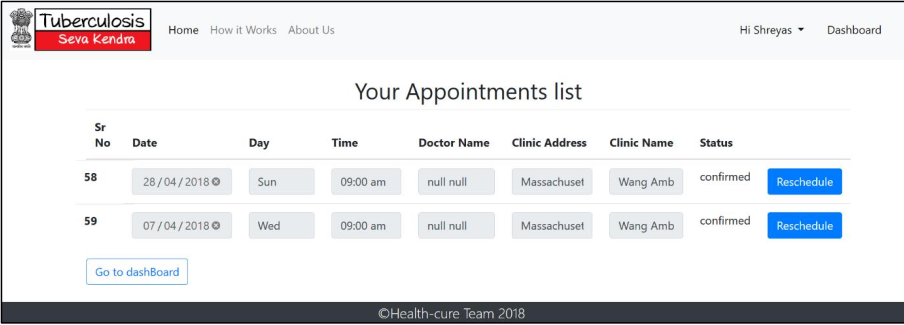 Tuberculosis
Seva Kendra
Home How it Works About Us Hi Shreyas Dashboard
Your Appointments list
Sr No Date Day Time Doctor Name Clinic Address Clinic Name Status
58 28/04/2018 Sun 09:00 am null null Massachuset Wang Amb confirmed Reschedule
59 07/04/2018 Wed 09:00 am null null Massachuset Wang Amb confirmed Reschedule
Go to dashBoard
©Health-cure Team 2018